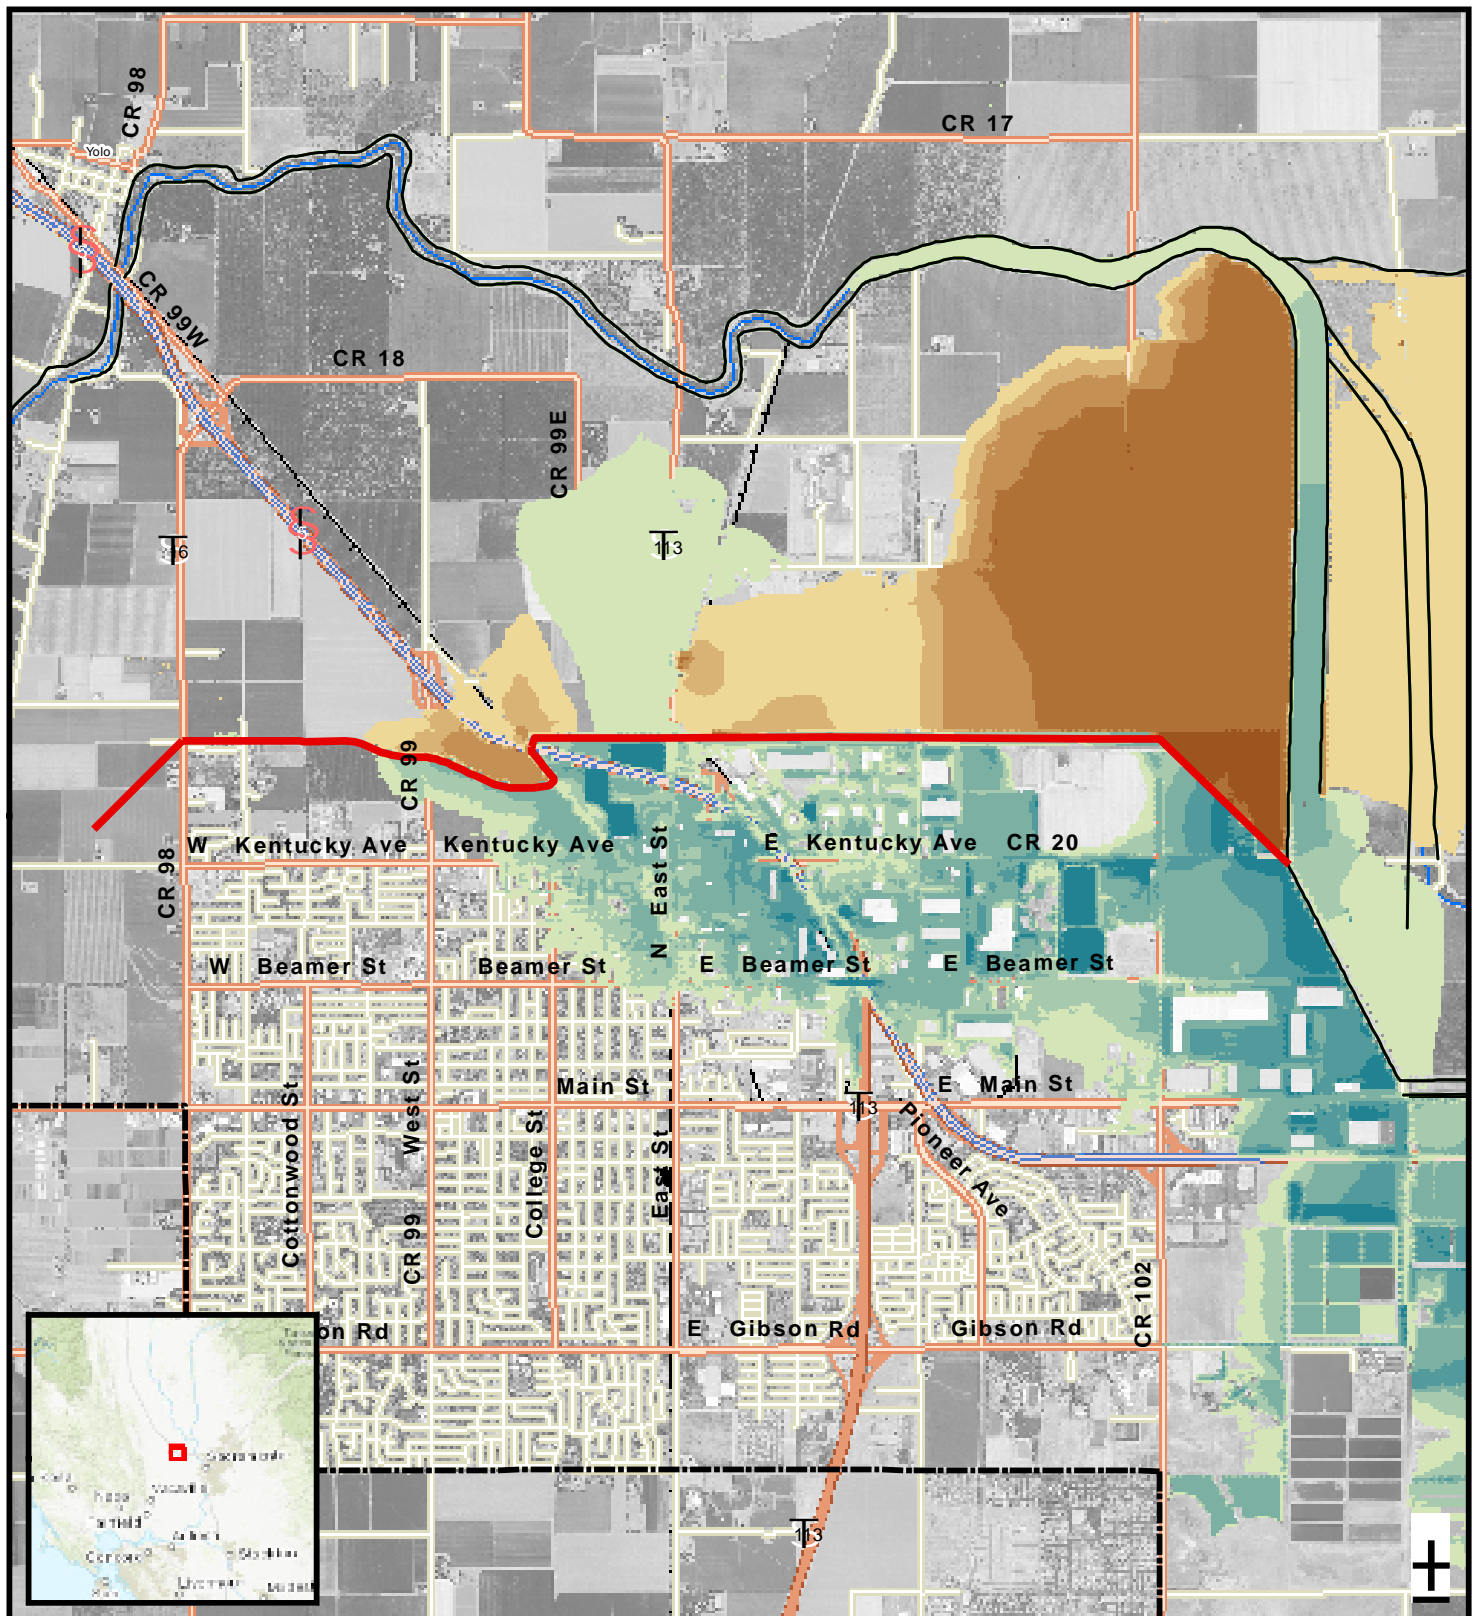 CR 98
CR 17
Yolo
CR 99W
CR 18
CR 99E
16
113
CR 99
W Kentucky Ave
Kentucky Ave
E Kentucky Ave
CR 20
CR 98
N East St
W Beamer St
Beamer St
E Beamer St
E Beamer St
Main St
E Main St
113
Cottonwood St
West St
College St
East St
Pioneer Ave
CR 99
CR 102
on Rd
E Gibson Rd
Gibson Rd
Sacramento
Vacaville
Napa
Fairfield
Antioch
Concord
Stockton
Livermore
113